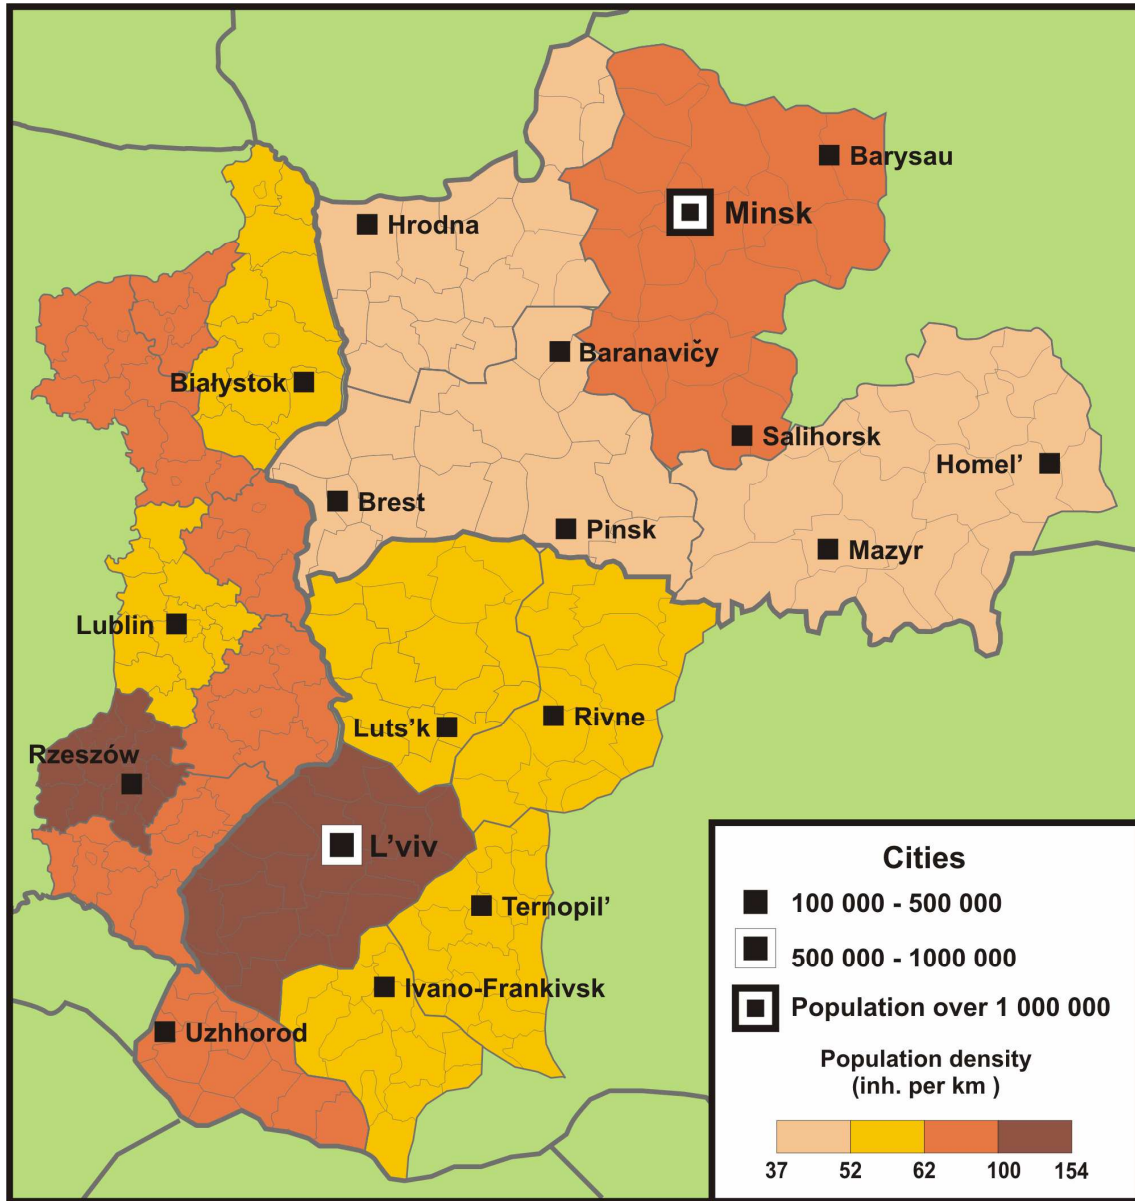 Barysau
Minsk
Hrodna
Baranavičy
Białystok
Salihorsk
Homel’
Brest
Pinsk
Mazyr
Lublin
Luts’k
Rivne
Rzeszów
L’viv
Ternopil’
Ivano-Frankivsk
Uzhhorod
Cities
100 000 - 500 000
500 000 - 1000 000
Population over 1 000 000
Population density
(inh. per km )
37 52 62 100 154